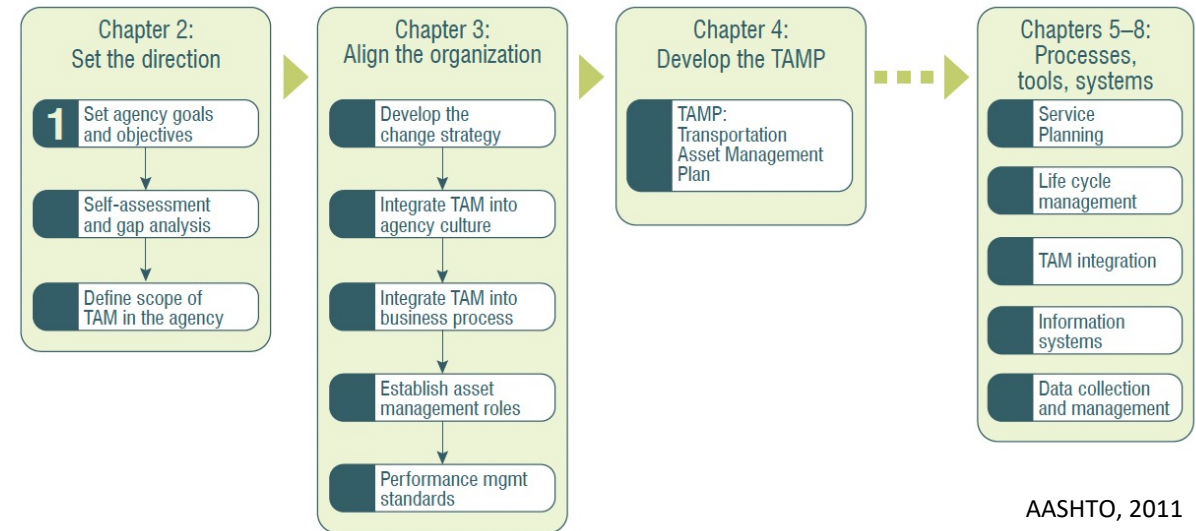 Chapter 2:
Set the direction
1
Set agency goals
and objectives
Self-assessment
and gap analysis
Define scope of
TAM in the agency
Chapter 3:
Align the organization
Develop the
change strategy
Integrate TAM into
agency culture
Integrate TAM into
business process
Establish asset
management roles
Performance mgmt
standards
Chapter 4:
Develop the TAMP
TAMP:
Transportation
Asset Management
Plan
Chapters 5–8:
Processes,
tools, systems
Service
Planning
Life cycle
management
TAM integration
Information
systems
Data collection
and management
AASHTO, 2011